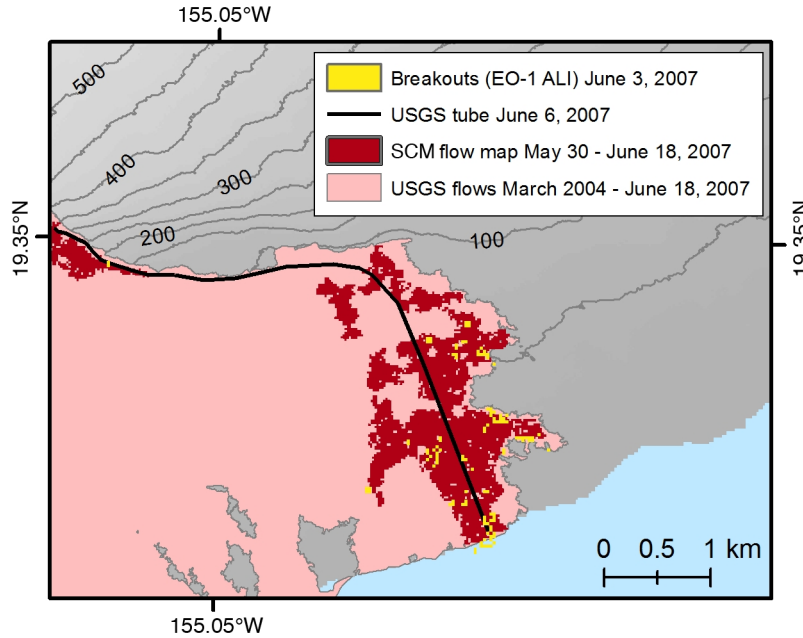 155.05°W
500
400
300
200
100
Breakouts (EO-1 ALI) June 3, 2007
USGS tube June 6, 2007
SCM flow map May 30 - June 18, 2007
USGS flows March 2004 - June 18, 2007
19.35°N
19.35°N
0 0.5 1 km
155.05°W